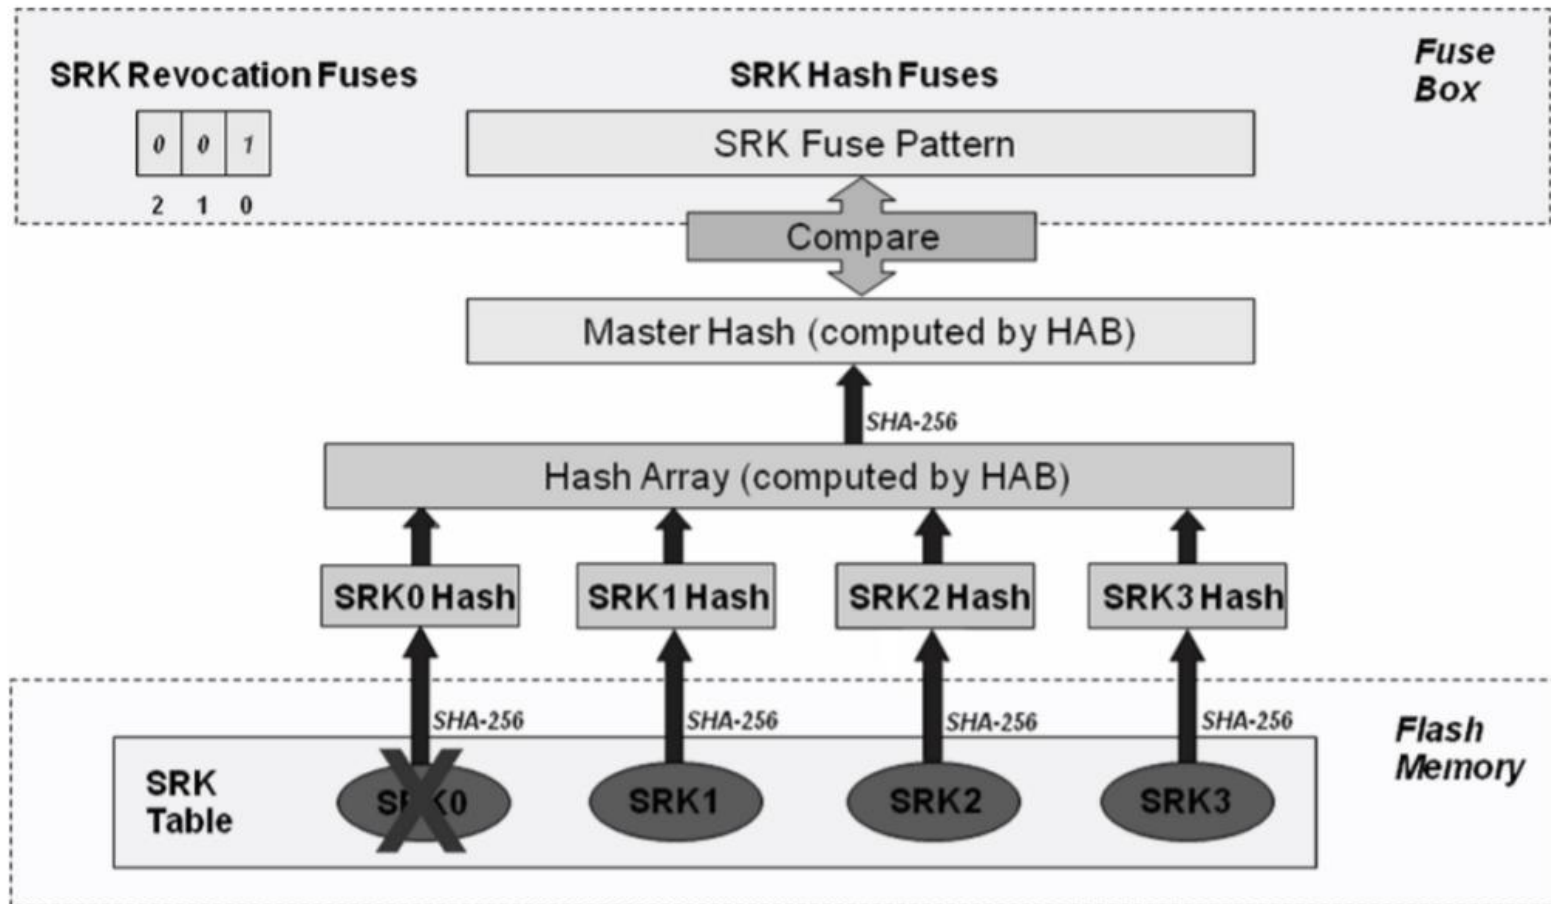 SRK Revocation Fuses
SRK Hash Fuses
Fuse
Box
0 0 1
2 1 0
SRK Fuse Pattern
Compare
Master Hash (computed by HAB)
SHA-256
Hash Array (computed by HAB)
SRK0 Hash
SRK1 Hash
SRK2 Hash
SRK3 Hash
SHA-256
SHA-256
SHA-256
SHA-256
Flash
Memory
SRK
Table
SRK0
SRK1
SRK2
SRK3